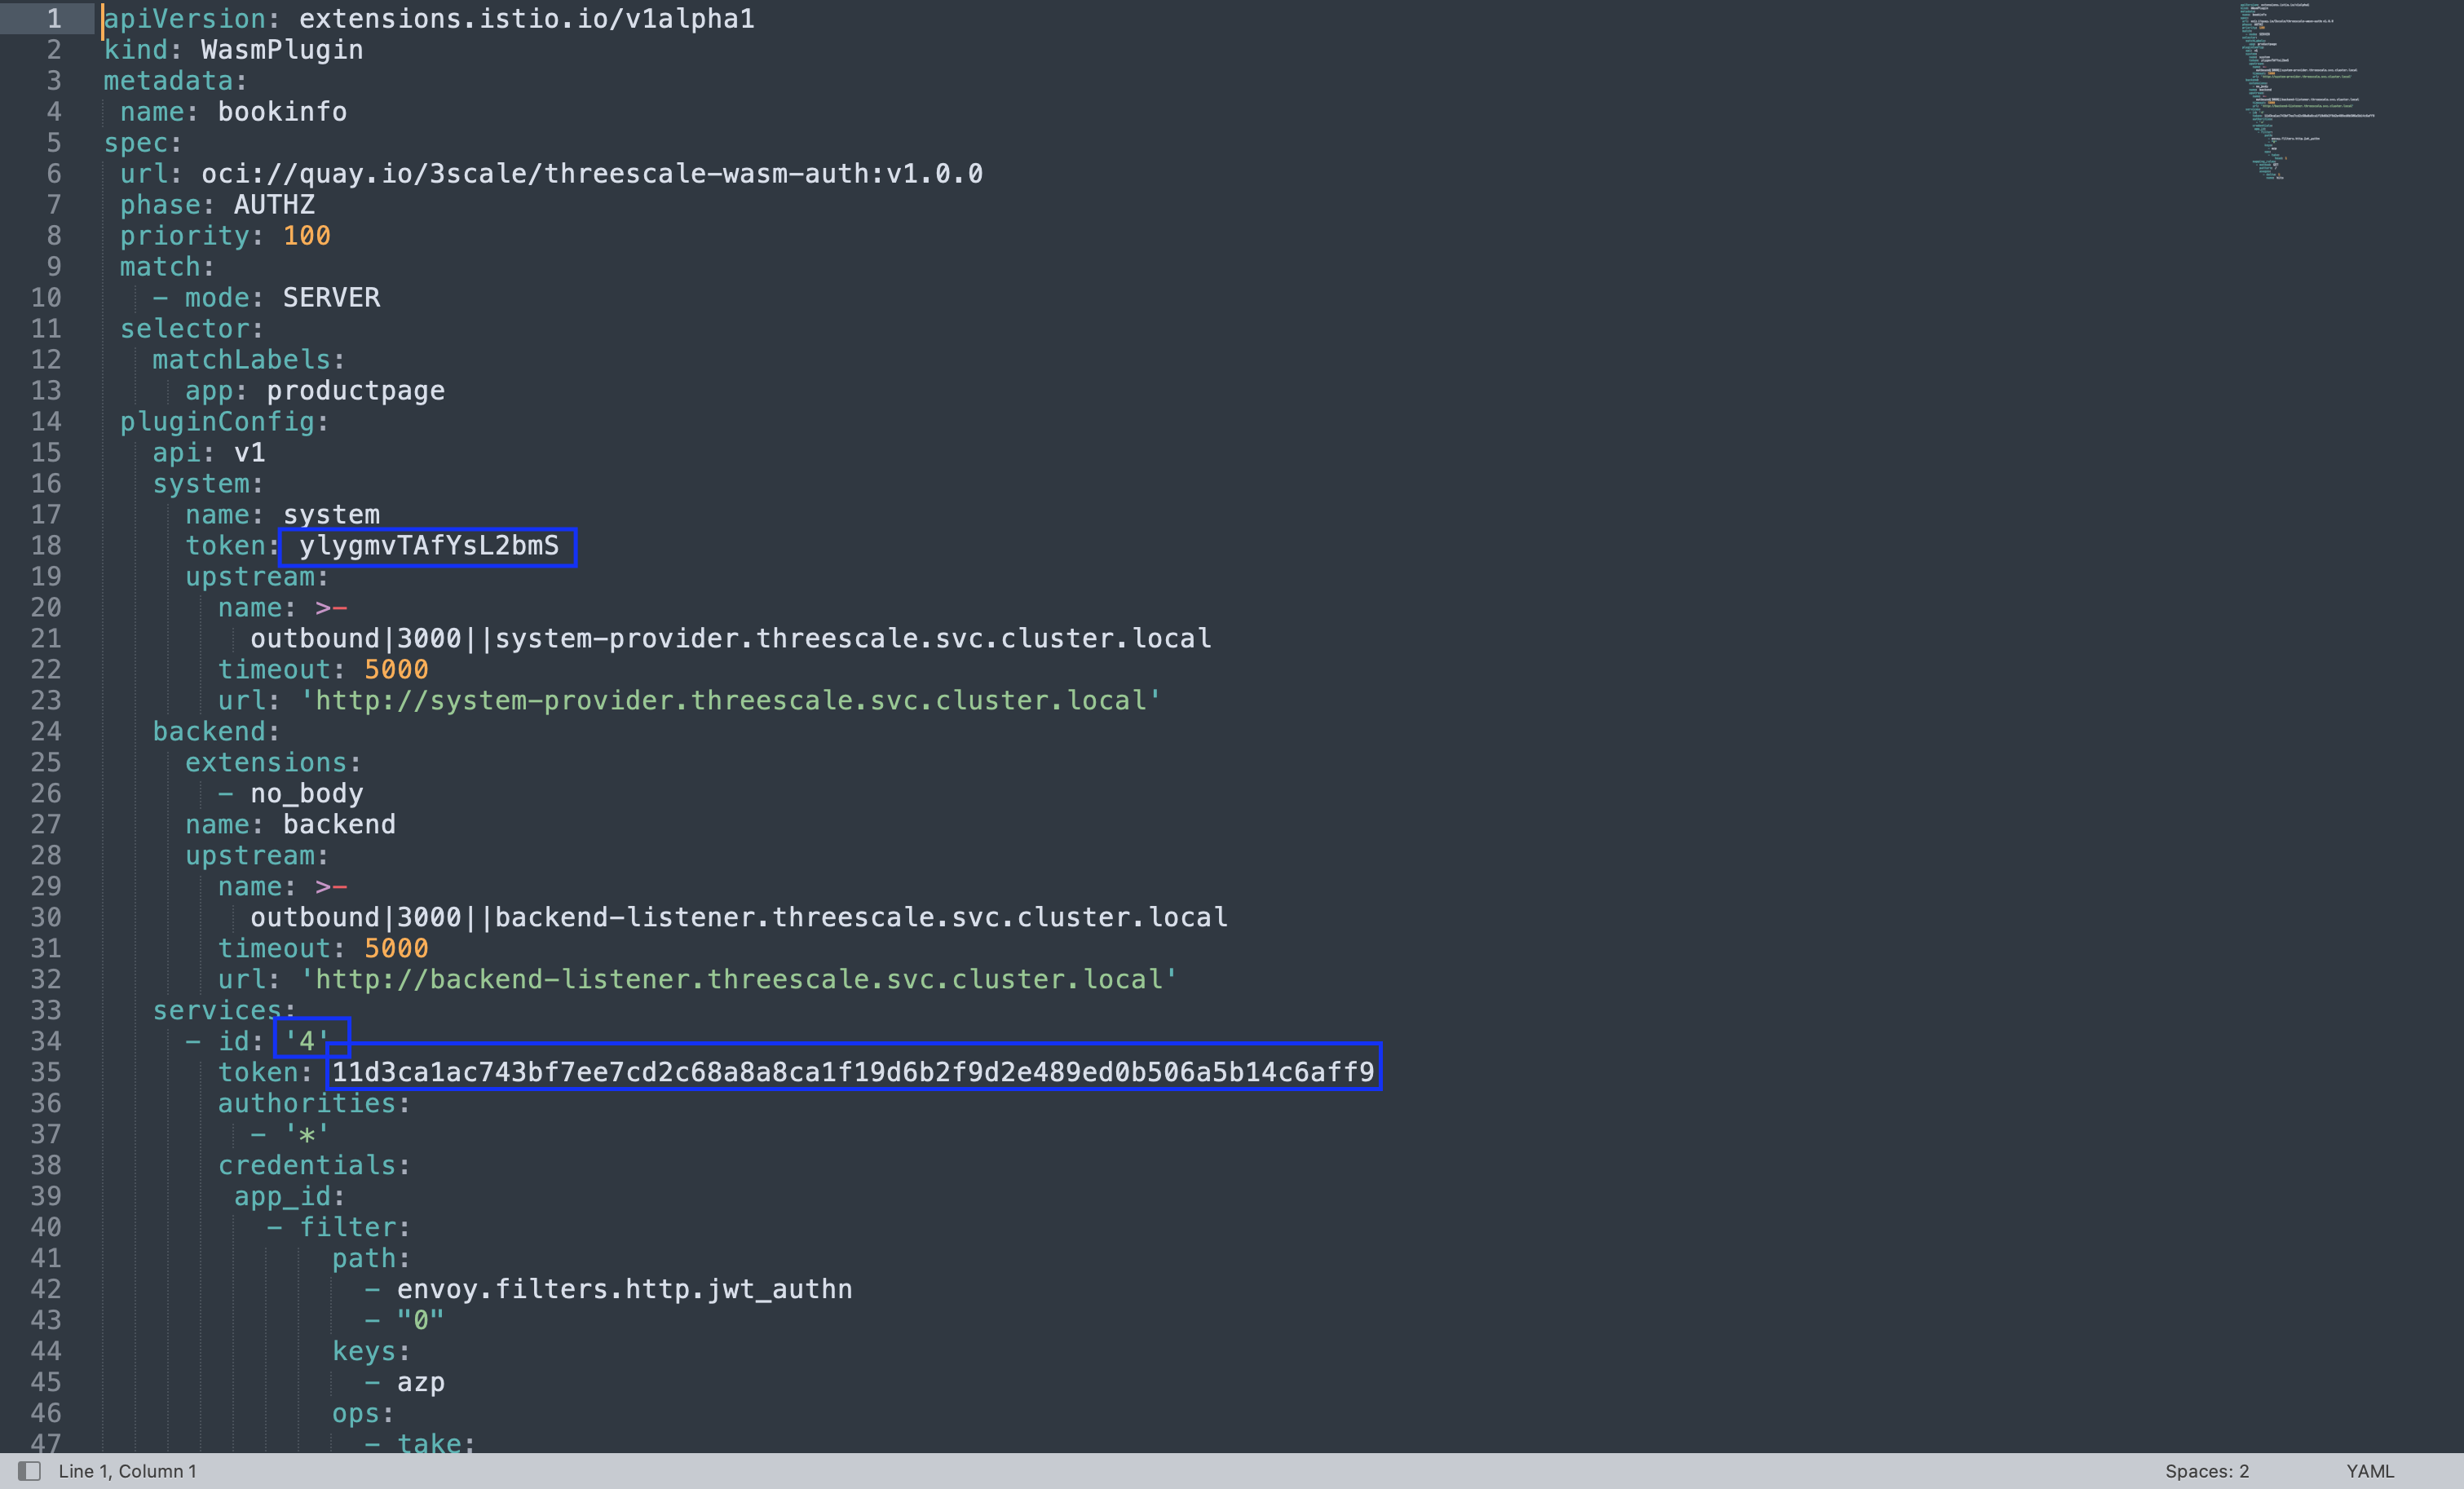 1 apiVersion: extensions.istio.io/v1alpha1
2 kind: WasmPlugin
3 metadata:
4  name: bookinfo
5 spec:
6  url: oci://quay.io/3scale/threescale-wasm-auth:v1.0.0
7  phase: AUTHZ
8  priority: 100
9  match:
10    - mode: SERVER
11  selector:
12    matchLabels:
13      app: productpage
14  pluginConfig:
15    api: v1
16    system:
17      name: system
18      token: ylygmvTAfYsL2bmS
19      upstream:
20        name: >-
21          outbound|3000||system-provider.threescale.svc.cluster.local
22        timeout: 5000
23        url: 'http://system-provider.threescale.svc.cluster.local'
24    backend:
25      extensions:
26        - no_body
27      name: backend
28      upstream:
29        name: >-
30          outbound|3000||backend-listener.threescale.svc.cluster.local
31        timeout: 5000
32        url: 'http://backend-listener.threescale.svc.cluster.local'
33    services:
34      - id: '4'
35        token: 11d3ca1ac743bf7ee7cd2c68a8a8ca1f19d6b2f9d2e489ed0b506a5b14c6aff9
36        authorities:
37          - '*'
38        credentials:
39         app_id:
40           - filter:
41               path:
42                 - envoy.filters.http.jwt_authn
43                 - "0"
44               keys:
45                 - azp
46               ops:
47                 - take:
Line 1, Column 1
Spaces: 2
YAML